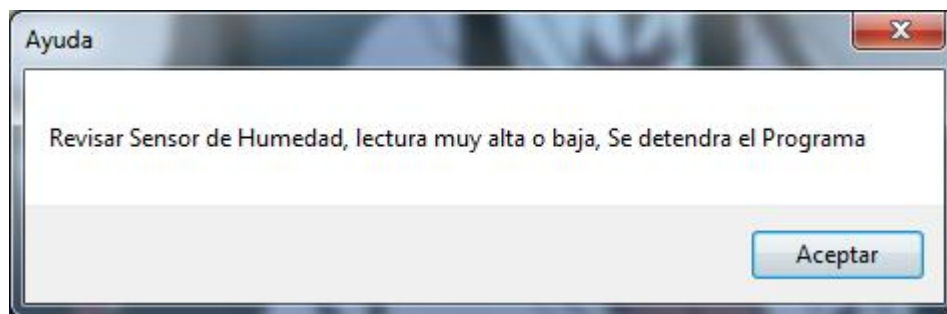 Ayuda
Revisar Sensor de Humedad, lectura muy alta o baja, Se detendra el Programa
Aceptar